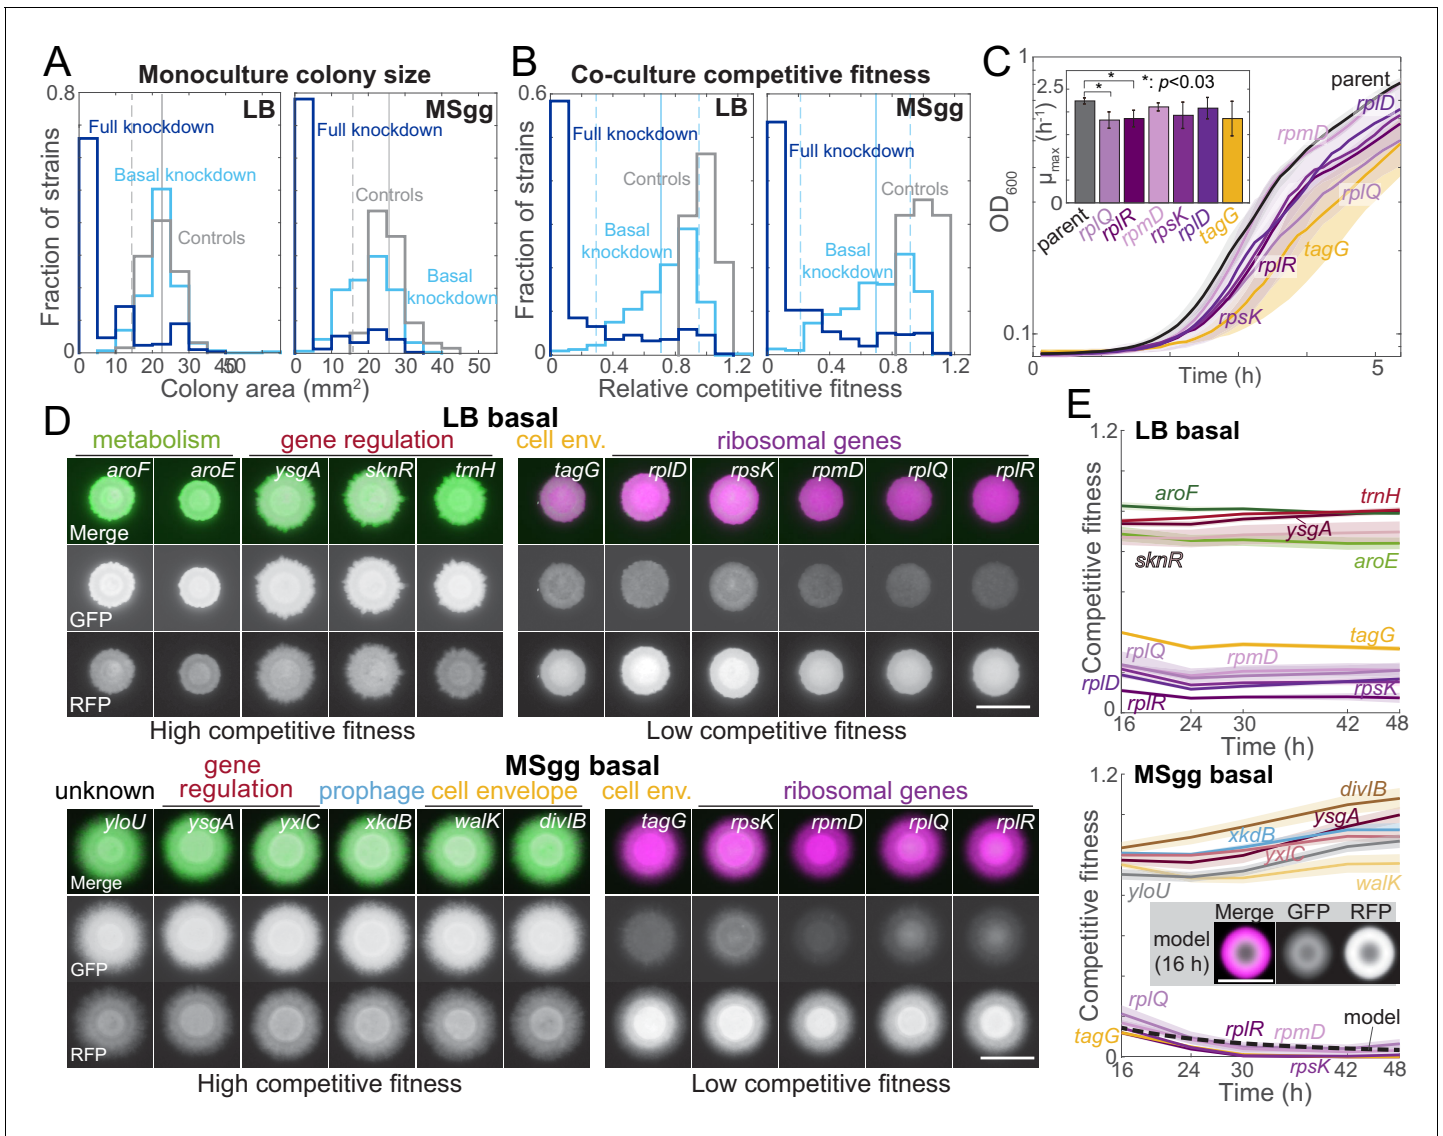 A
Monoculture colony size
LB
MSgg
Full knockdown
Full knockdown
Basal knockdown
Controls
Controls
Basal
knockdown
Fraction of strains
0.8
0
0 10 20 30 40 50
0 10 20 30 40 50
Colony area (mm²)
B
Co-culture competitive fitness
LB
MSgg
Full knockdown
Full knockdown
Controls
Controls
Basal
knockdown
Basal
knockdown
Fraction of strains
0.6
0
0 0.4 0.8 1.2
0 0.4 0.8 1.2
Relative competitive fitness
C
1
0.1
OD600
0
5
Time (h)
parent
rplD
rpmD
rplQ
tagG
rplR
rpsK
* *
*: p<0.03
2.5
0
μmax (h-1)
parent
rplQ
rplR
rpmD
rpsK
rplD
tagG
D
LB basal
metabolism gene regulation cell env. ribosomal genes
aroF aroE ysgA sknR trnH tagG rplD rpsK rpmD rplQ rplR
Merge
GFP
RFP
High competitive fitness Low competitive fitness
MSgg basal
unknown gene
regulation prophage cell envelope cell env. ribosomal genes
yloU ysgA yxlC xkdB walK divIB tagG rpsK rpmD rplQ rplR
Merge
GFP
RFP
High competitive fitness Low competitive fitness
E
LB basal
1.2
0
Competitive fitness
aroF
trnH
ysgA
sknR
aroE
tagG
rplQ
rpmD
rplD
rpsK
rplR
16 24 30 42 48
Time (h)
MSgg basal
1.2
0
Competitive fitness
divIB
ysgA
xkdB
yxlC
yloU
walK
Merge GFP RFP
model
(16 h)
rplQ
tagG
rplR
rpmD
model
rpsK
16 24 30 42 48
Time (h)